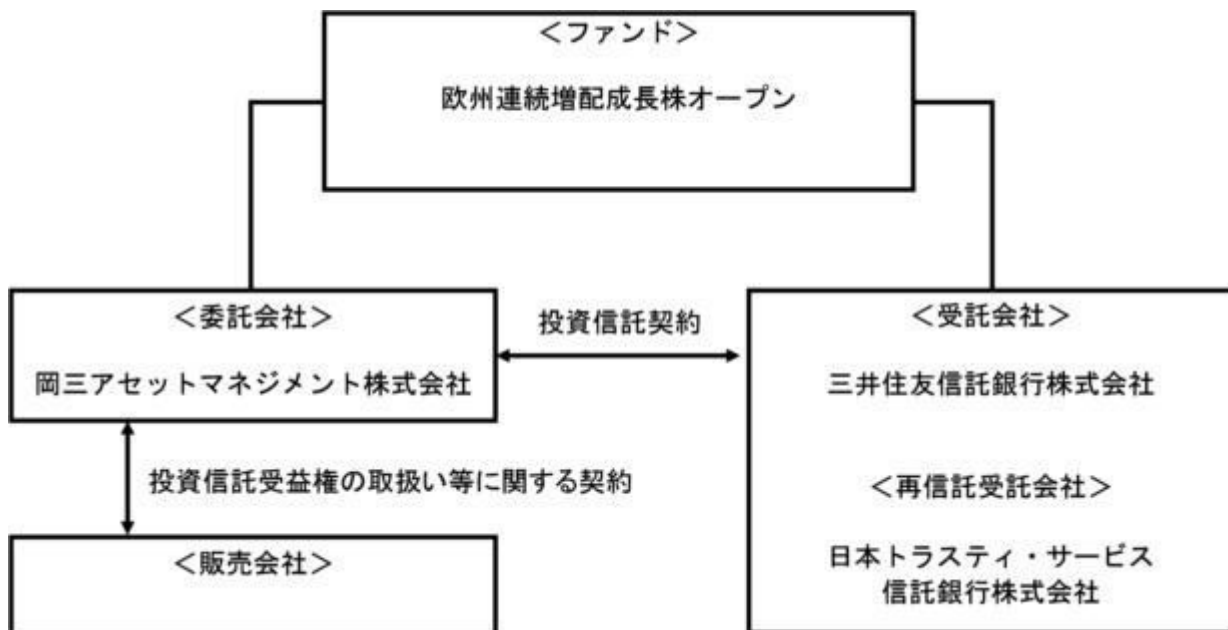 ＜ファンド＞
欧州連続増配成長株オープン
＜委託会社＞
岡三アセットマネジメント株式会社
投資信託契約
＜受託会社＞
三井住友信託銀行株式会社
＜再信託受託会社＞
日本トラスティ・サービス
信託銀行株式会社
投資信託受益権の取扱い等に関する契約
＜販売会社＞